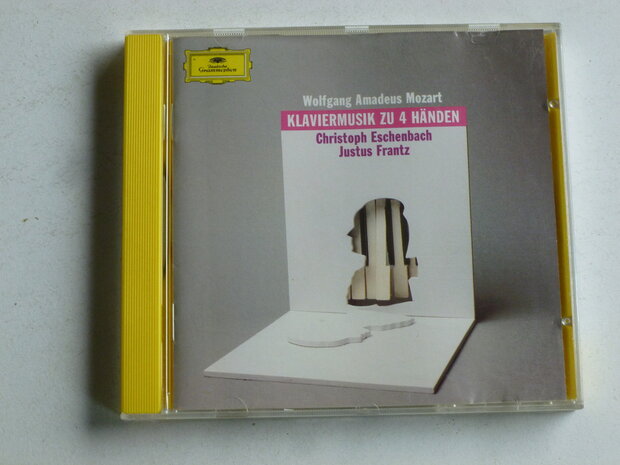 Deutsche
Grammophon
Wolfgang Amadeus Mozart
KLAVIERMUSIK ZU 4 HÄNDEN
Christoph Eschenbach
Justus Frantz